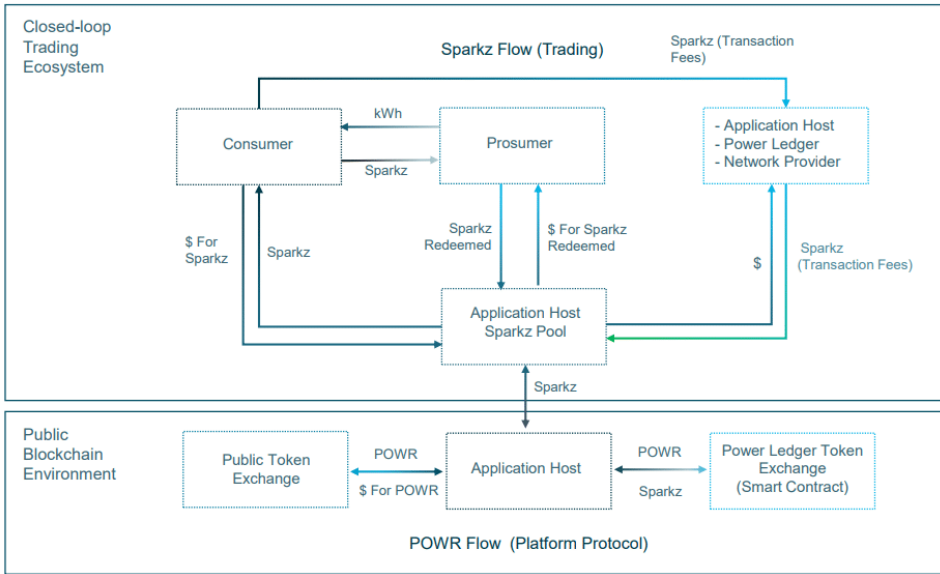 Closed-loop
Trading
Ecosystem
Sparkz Flow (Trading)
Sparkz (Transaction
Fees)
kWh
Consumer
Prosumer
- Application Host
- Power Ledger
- Network Provider
Sparkz
$ For
Sparkz
Sparkz
Sparkz
Redeemed
$ For Sparkz
Redeemed
$
Sparkz
(Transaction Fees)
Application Host
Sparkz Pool
Sparkz
Public
Blockchain
Environment
Public Token
Exchange
POWR
$ For POWR
Application Host
POWR
Sparkz
Power Ledger Token
Exchange
(Smart Contract)
POWR Flow (Platform Protocol)